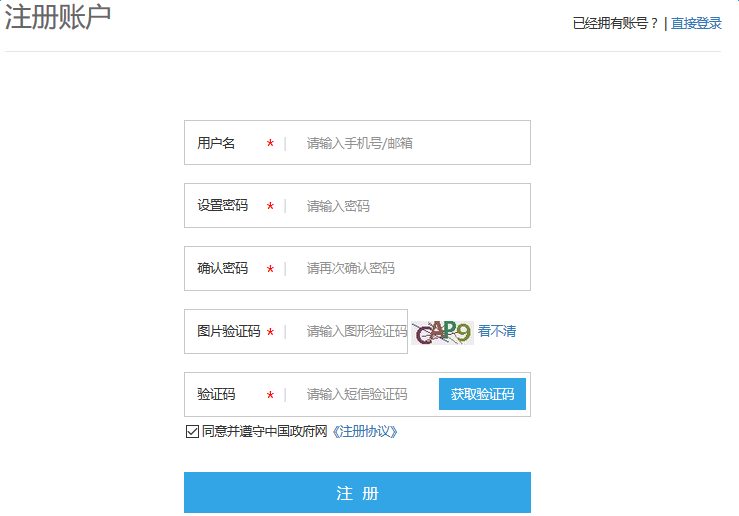 注册账户
已经拥有账号？ | 直接登录
用户名 * | 请输入手机号/邮箱
设置密码 * | 请输入密码
确认密码 * | 请再次确认密码
图片验证码 * | 请输入图形验证码 CAP9 看不清
验证码 * | 请输入短信验证码 获取验证码
同意并遵守中国政府网《注册协议》
注 册